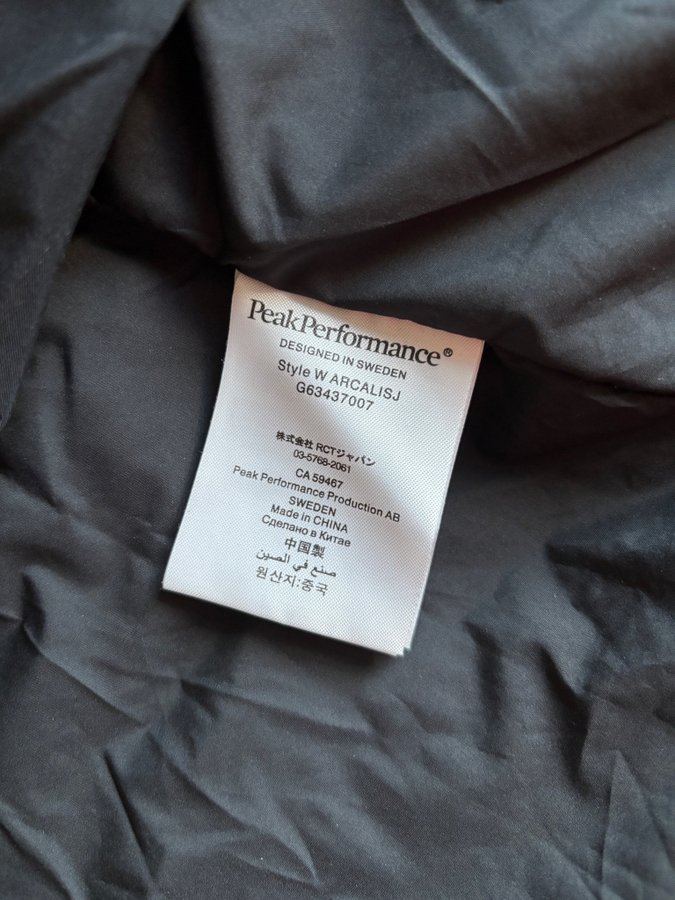 PeakPerformance®
DESIGNED IN SWEDEN
Style W ARCALISJ
G63437007
株式会社 RCTジャパン
03-5768-2061
CA 59467
Peak Performance Production AB
SWEDEN
Made in CHINA
Сделано в Китае
中国製
صنع في الصين
원산지:중국